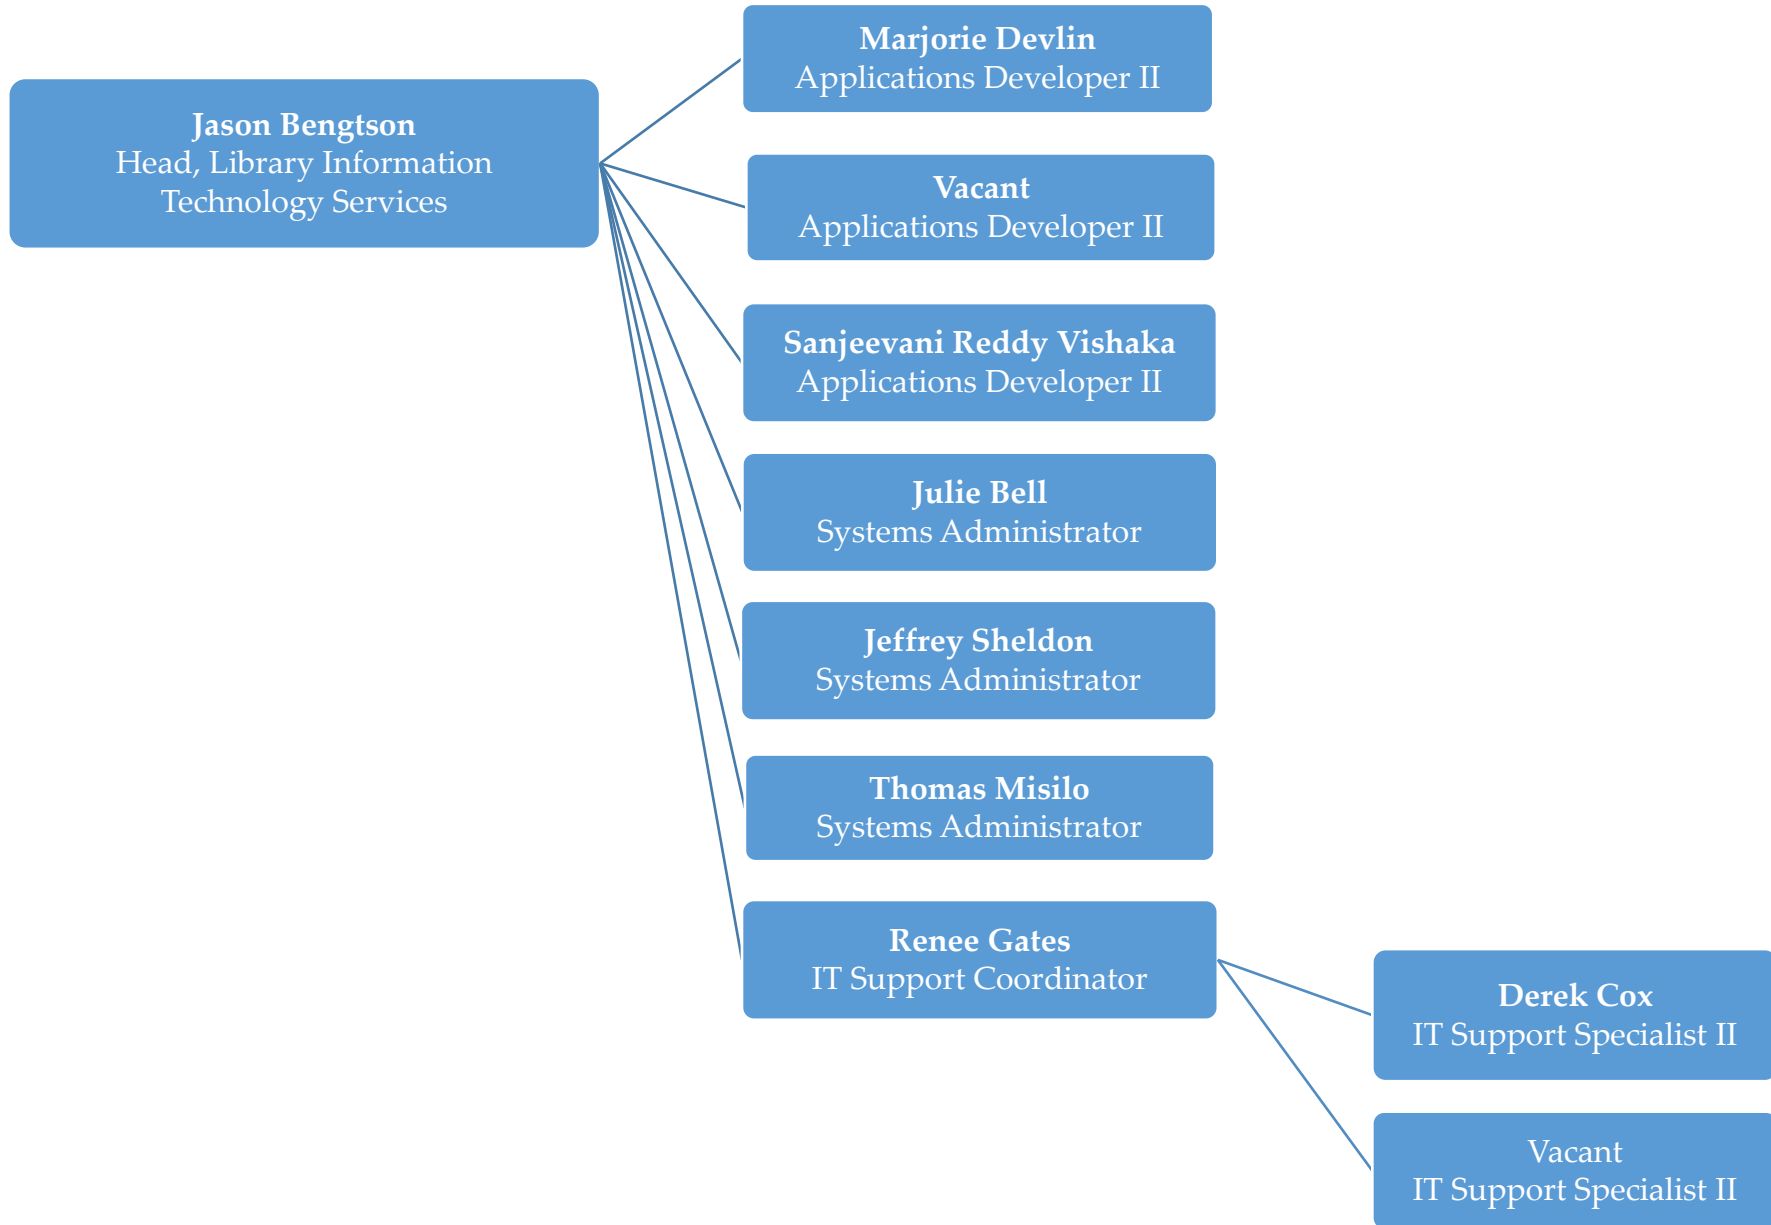 Jason Bengtson
Head, Library Information
Technology Services
Marjorie Devlin
Applications Developer II
Vacant
Applications Developer II
Sanjeevani Reddy Vishaka
Applications Developer II
Julie Bell
Systems Administrator
Jeffrey Sheldon
Systems Administrator
Thomas Misilo
Systems Administrator
Renee Gates
IT Support Coordinator
Derek Cox
IT Support Specialist II
Vacant
IT Support Specialist II